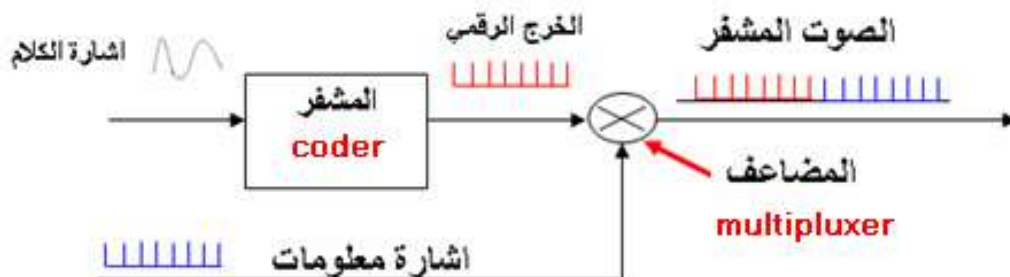 اشارة الكلام
الخرج الرقمي
الصوت المشفر
المشفر
coder
المضاعف
multipluxer
اشارة معلومات